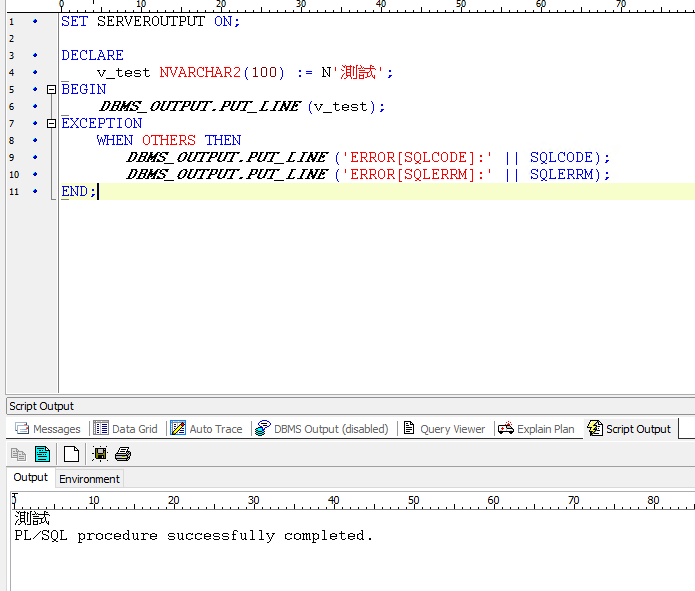 0 10 20 30 40 50 60 70
1 SET SERVEROUTPUT ON;
2
3 DECLARE
4 v_test NVARCHAR2(100) := N'測試';
5 BEGIN
6 DBMS_OUTPUT.PUT_LINE (v_test);
7 EXCEPTION
8 WHEN OTHERS THEN
9 DBMS_OUTPUT.PUT_LINE ('ERROR[SQLCODE]:' || SQLCODE);
10 DBMS_OUTPUT.PUT_LINE ('ERROR[SQLERRM]:' || SQLERRM);
11 END;
Script Output
Messages Data Grid Auto Trace DBMS Output (disabled) Query Viewer Explain Plan Script Output
Output Environment
0 10 20 30 40 50 60 70 80
測試
PL/SQL procedure successfully completed.